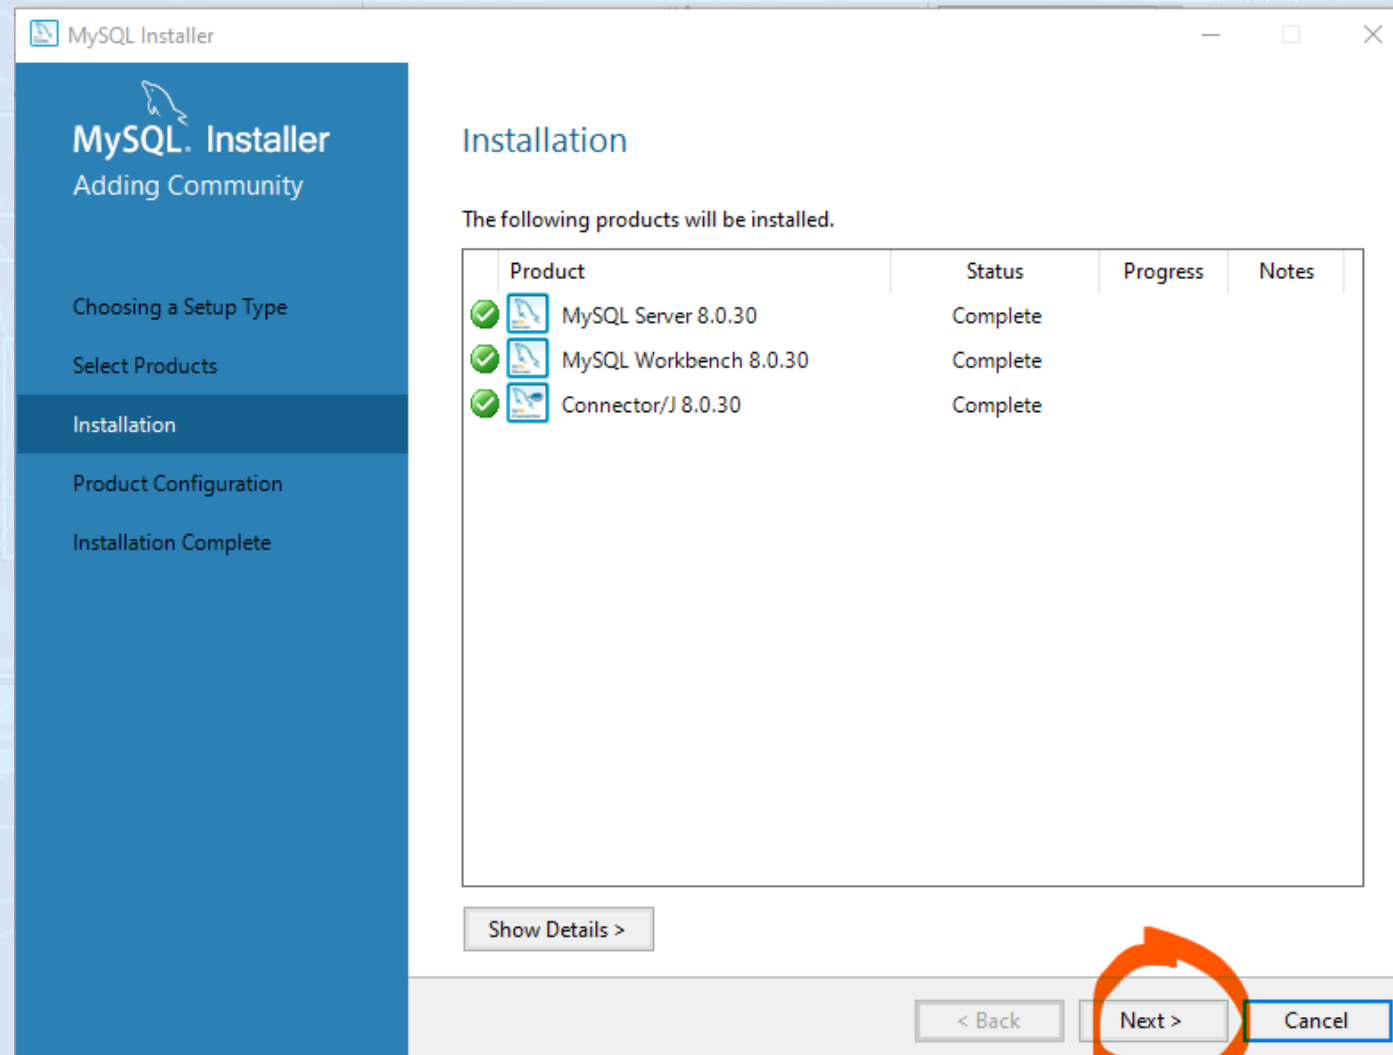 MySQL Installer
MySQL. Installer
Adding Community
Choosing a Setup Type
Select Products
Installation
Product Configuration
Installation Complete
Installation
The following products will be installed.
Product Status Progress Notes
MySQL Server 8.0.30 Complete
MySQL Workbench 8.0.30 Complete
Connector/J 8.0.30 Complete
Show Details >
< Back Next > Cancel